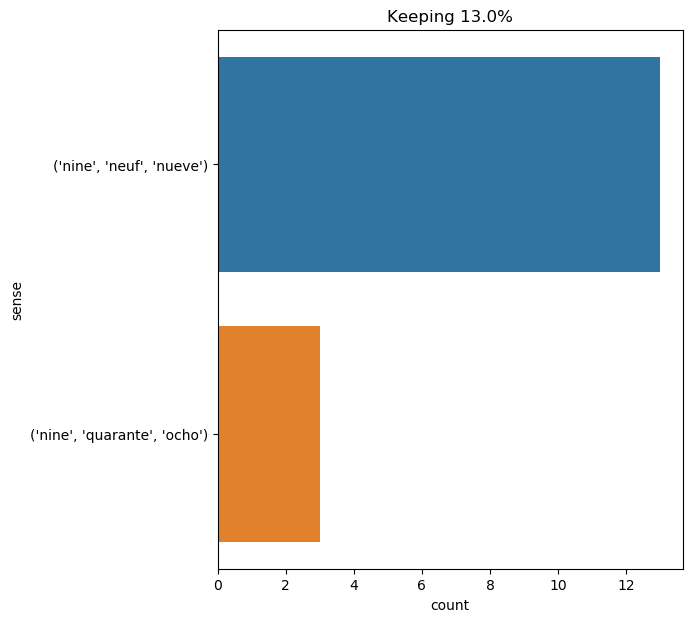 Keeping 13.0%
('nine', 'neuf', 'nueve')
('nine', 'quarante', 'ocho')
sense
0 2 4 6 8 10 12
count